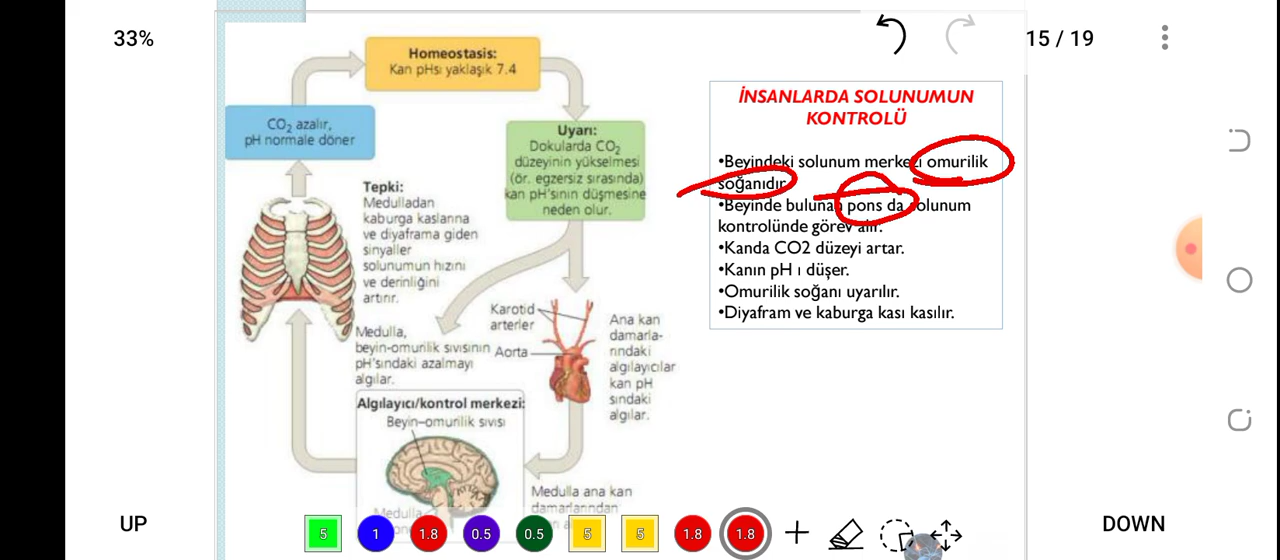 33%
15 / 19
Homeostasis:
Kan pHsı yaklaşık 7.4
CO₂ azalır,
pH normale döner
Uyarı:
Dokularda CO₂
düzeyinin yükselmesi
(ör. egzersiz sırasında)
kan pH'sının düşmesine
neden olur.
Tepki:
Medulladan
kaburga kaslarına
ve diyaframa giden
sinyaller
solunumun hızını
ve derinliğini
artırır.
Karotid
arterler
Aorta
Medulla,
beyin-omurilik sıvısının
pH'sındaki azalmayı
algılar.
Ana kan
damarla-
rındaki
algılayıcılar
kan pH
sındaki
algılar.
Algılayıcı/kontrol merkezi:
Beyin–omurilik sıvısı
Medulla
Medulla ana kan
damarlarından
İNSANLARDA SOLUNUMUN
KONTROLÜ
•Beyindeki solunum merkezi omurilik
soğanıdır.
•Beyinde bulunan pons da solunum
kontrolünde görev alır.
•Kanda CO2 düzeyi artar.
•Kanın pH ı düşer.
•Omurilik soğanı uyarılır.
•Diyafram ve kaburga kası kasılır.
UP
5 1 1.8 0.5 0.5 5 5 1.8 1.8
DOWN